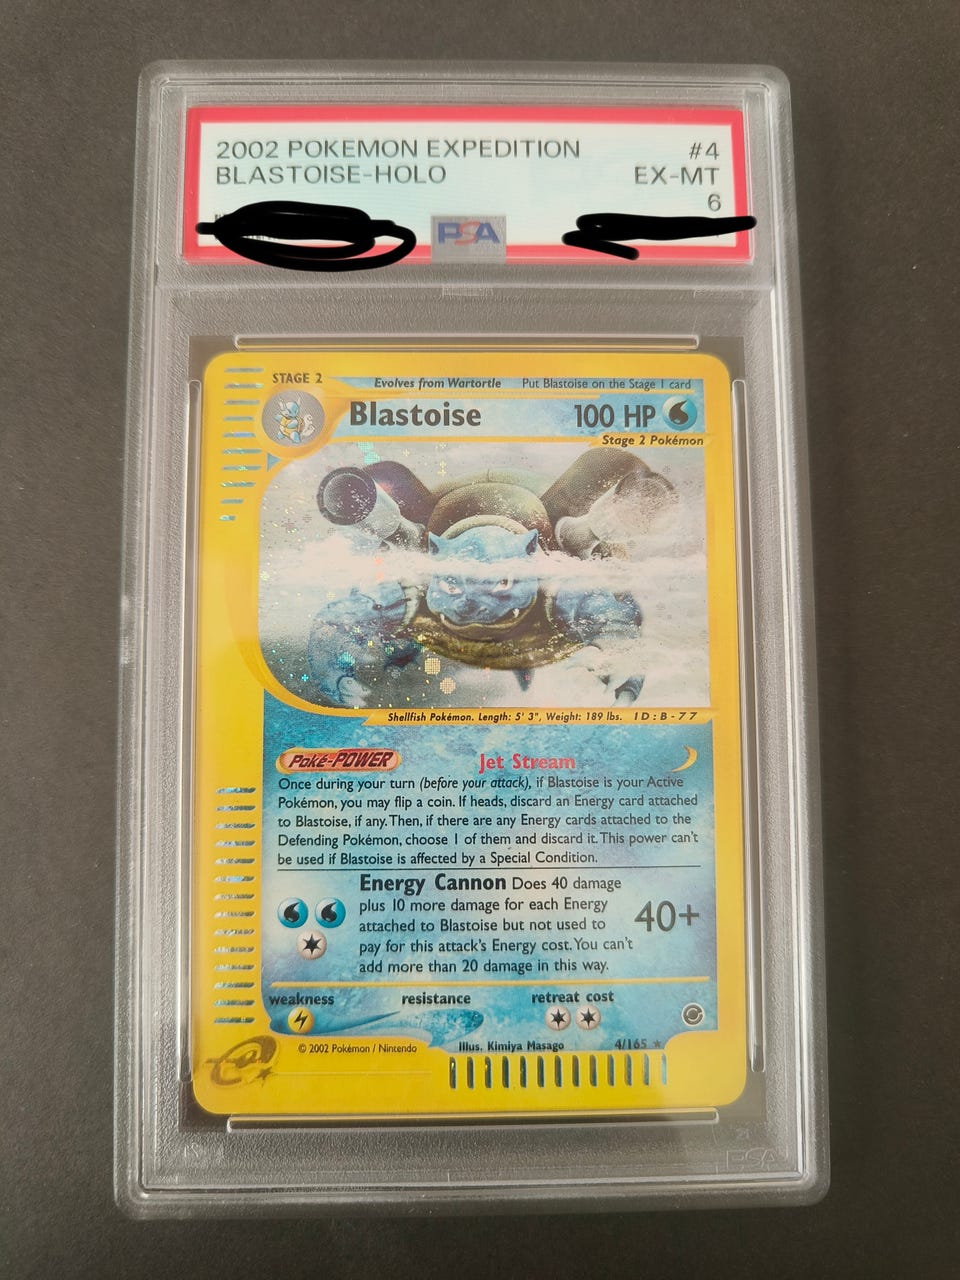 2002 POKEMON EXPEDITION #4
BLASTOISE-HOLO EX-MT
6
PSA
STAGE 2
Evolves from Wartortle Put Blastoise on the Stage 1 card
Blastoise 100 HP
Stage 2 Pokémon
Shellfish Pokémon. Length: 5' 3", Weight: 189 lbs. ID:B-77
Poké-POWER Jet Stream
Once during your turn (before your attack), if Blastoise is your Active
Pokémon, you may flip a coin. If heads, discard an Energy card attached
to Blastoise, if any. Then, if there are any Energy cards attached to the
Defending Pokémon, choose 1 of them and discard it. This power can't
be used if Blastoise is affected by a Special Condition.
Energy Cannon Does 40 damage
plus 10 more damage for each Energy
attached to Blastoise but not used to
pay for this attack's Energy cost. You can't
add more than 20 damage in this way.
40+
weakness resistance retreat cost
© 2002 Pokémon / Nintendo Illus. Kimiya Masago 4/165 ★
e
PSA